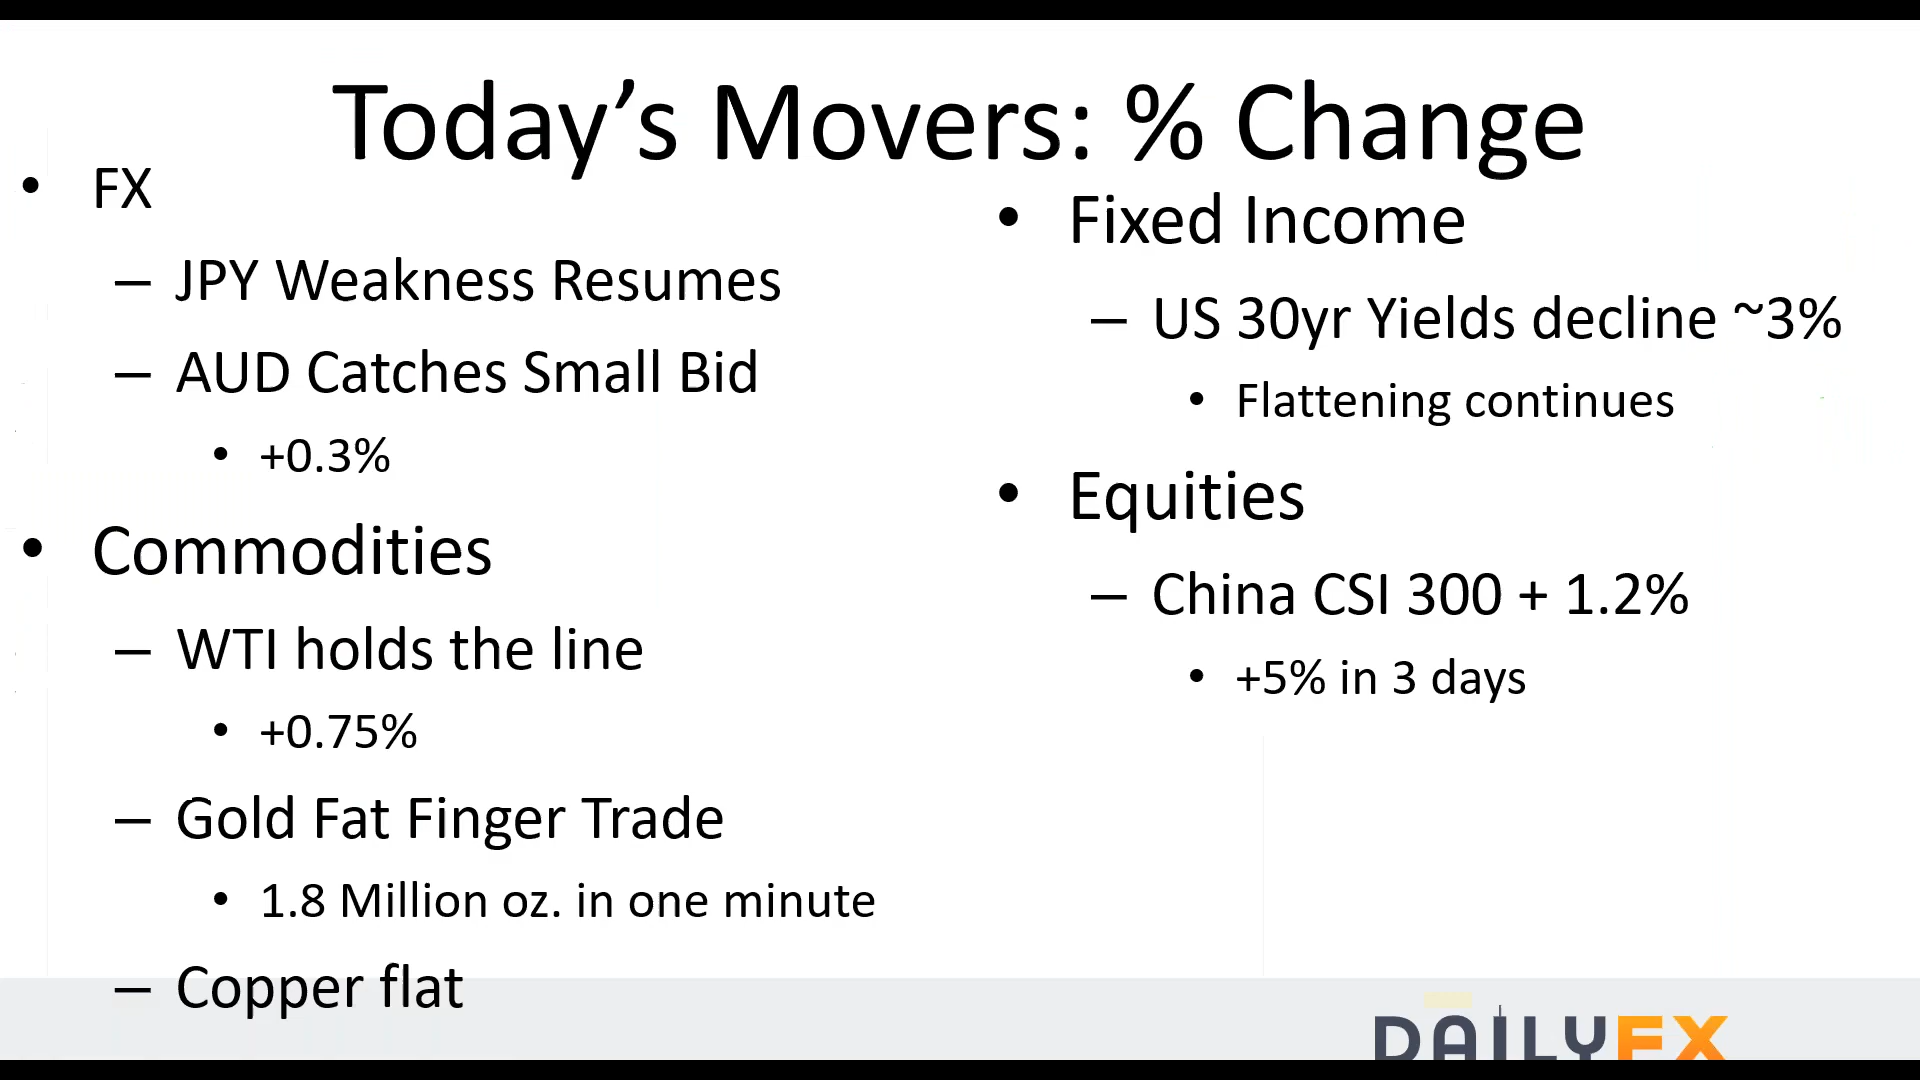 Today’s Movers: % Change
• FX
– JPY Weakness Resumes
– AUD Catches Small Bid
• +0.3%
• Commodities
– WTI holds the line
• +0.75%
– Gold Fat Finger Trade
• 1.8 Million oz. in one minute
– Copper flat
• Fixed Income
– US 30yr Yields decline ~3%
• Flattening continues
• Equities
– China CSI 300 + 1.2%
• +5% in 3 days
DAILYFX